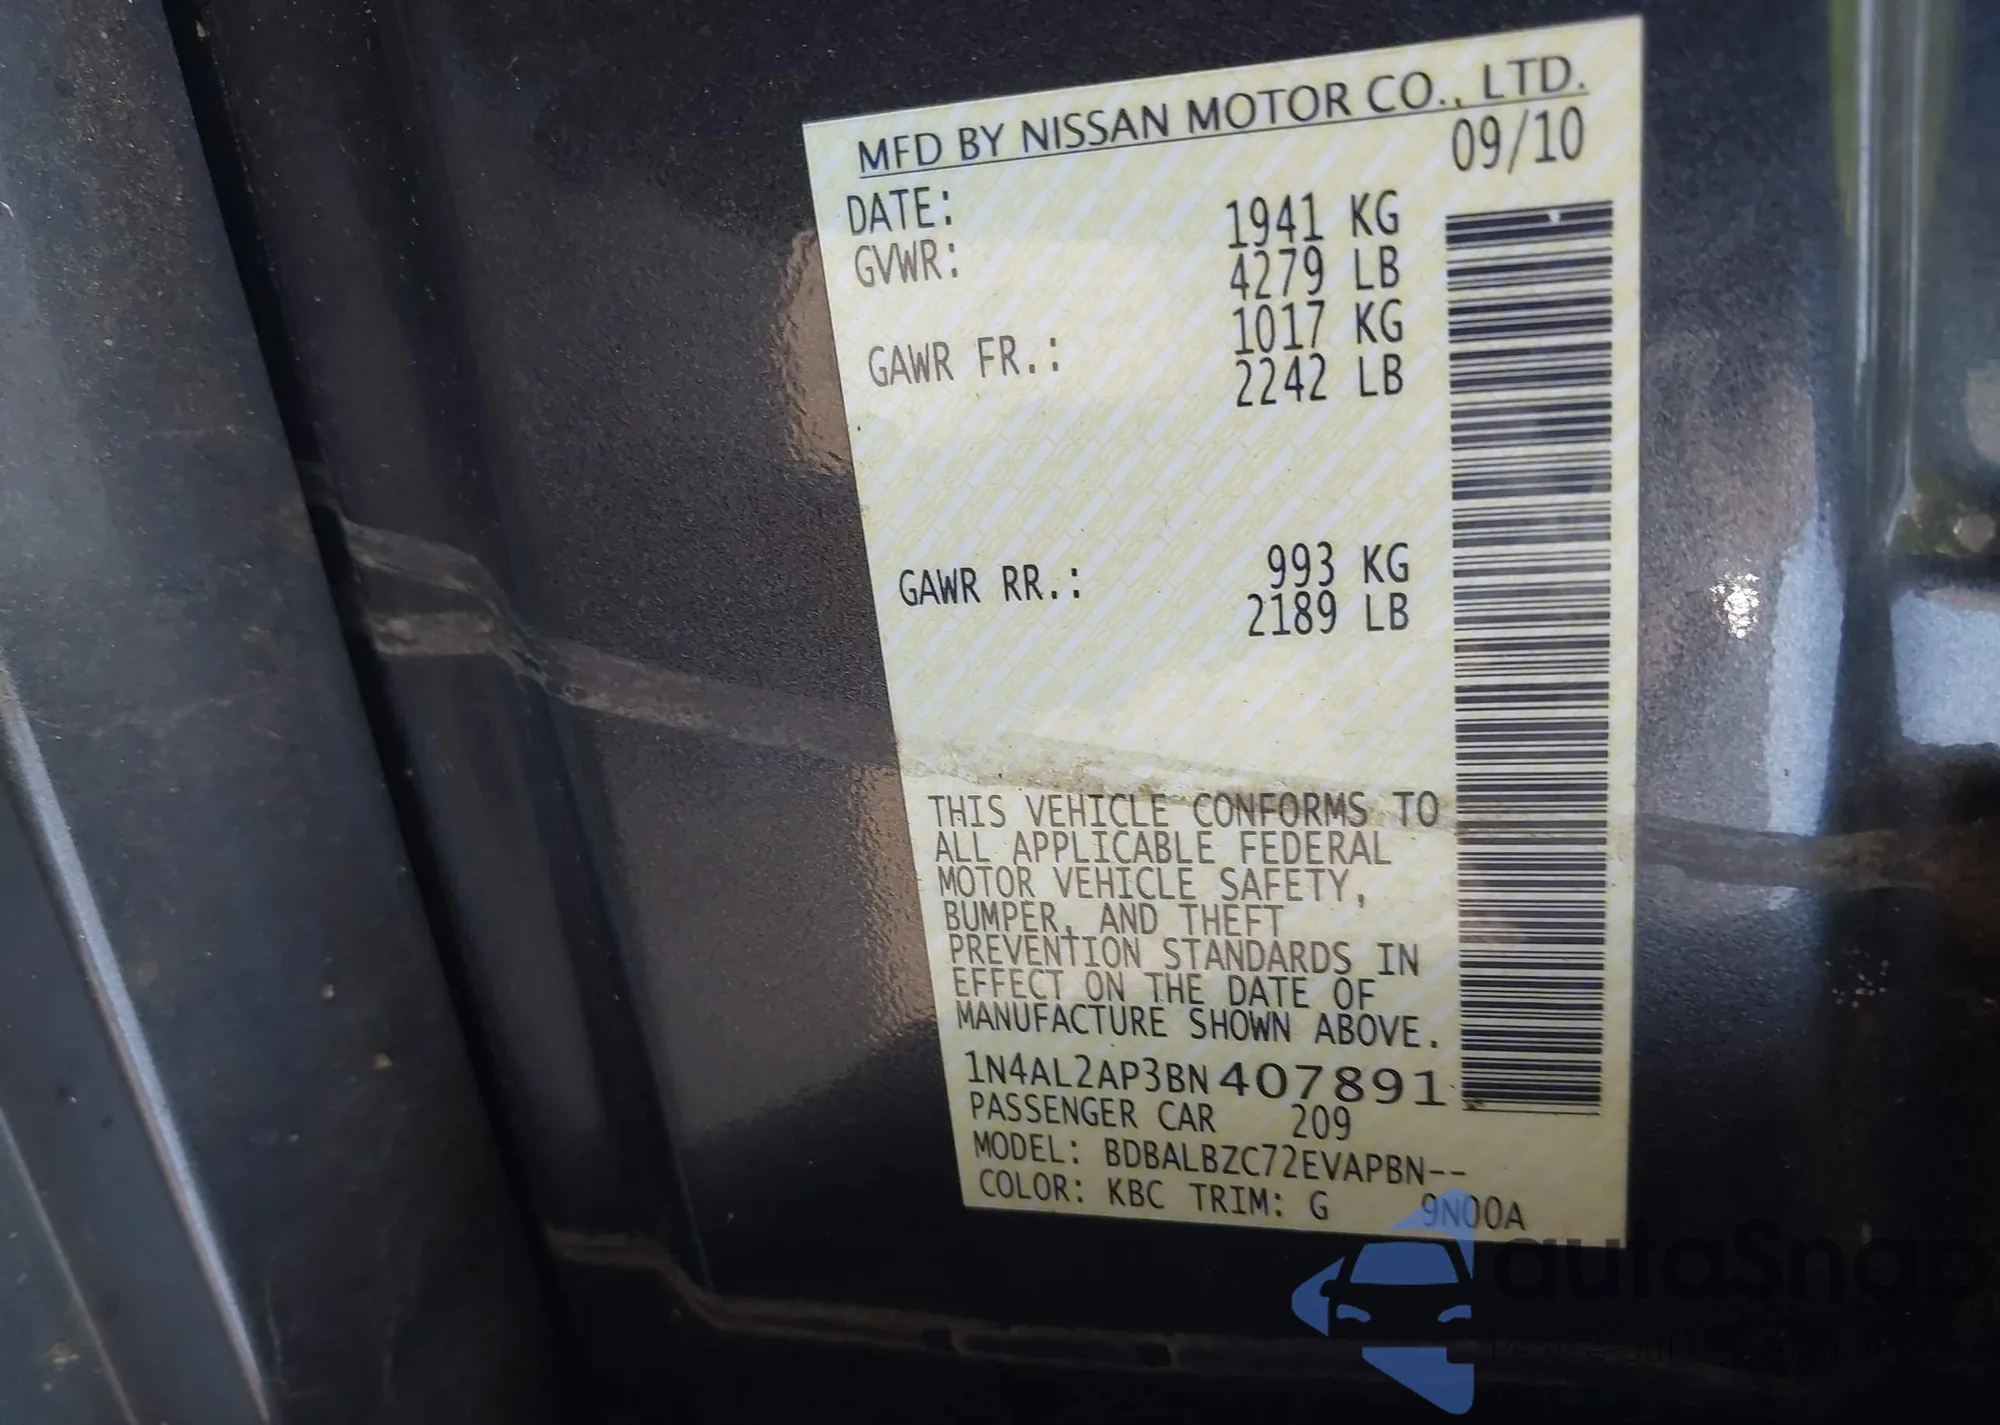 MFD BY NISSAN MOTOR CO., LTD.
DATE: 09/10
GVWR: 1941 KG
4279 LB
GAWR FR.: 1017 KG
2242 LB
GAWR RR.: 993 KG
2189 LB
THIS VEHICLE CONFORMS TO
ALL APPLICABLE FEDERAL
MOTOR VEHICLE SAFETY,
BUMPER, AND THEFT
PREVENTION STANDARDS IN
EFFECT ON THE DATE OF
MANUFACTURE SHOWN ABOVE.
1N4AL2AP3BN407891
PASSENGER CAR 209
MODEL: BDBALBZC72EVAPBN--
COLOR: KBC TRIM: G 9N00A
autaSnap